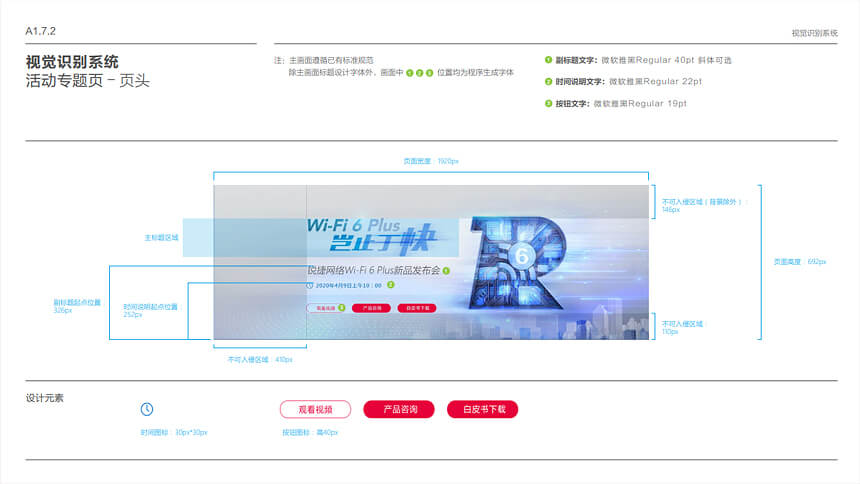 A1.7.2
视觉识别系统
视觉识别系统
活动专题页 – 页头
注：主画面遵循已有标准规范
除主画面标题设计字体外，画面中 1 2 3 位置均为程序生成字体
1 副标题文字：微软雅黑Regular 40pt 斜体可选
2 时间说明文字：微软雅黑Regular 22pt
3 按钮文字：微软雅黑Regular 19pt
页面宽度：1920px
不可入侵区域（背景除外）：
146px
主标题区域
Wi-Fi 6 Plus
岂止于快
6
页面高度：692px
锐捷网络Wi-Fi 6 Plus新品发布会 1
2020年4月9日上午10：00 2
副标题起点位置
326px
时间说明起点位置
252px
观看视频 3 产品咨询 白皮书下载
不可入侵区域：
110px
不可入侵区域：410px
设计元素
观看视频 产品咨询 白皮书下载
时间图标：30px*30px
按钮图标：高40px